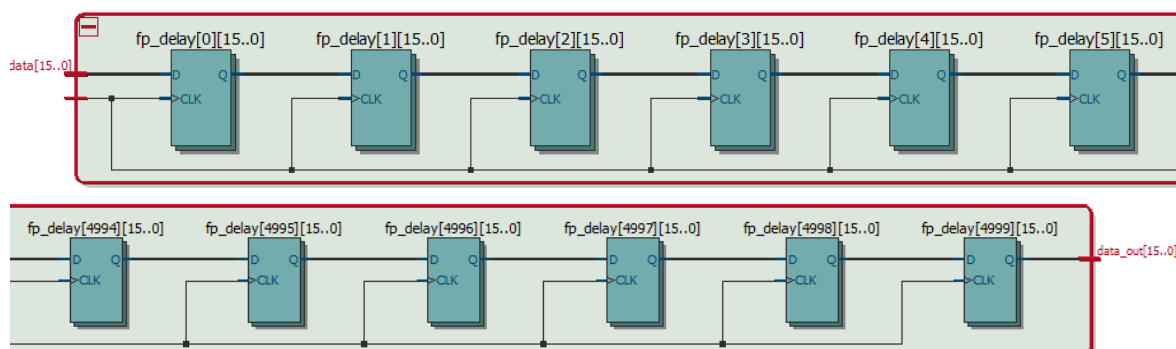 fp_delay[0][15..0] fp_delay[1][15..0] fp_delay[2][15..0] fp_delay[3][15..0] fp_delay[4][15..0] fp_delay[5][15..0]
data[15..0]
D Q D Q D Q D Q D Q D Q
CLK CLK CLK CLK CLK CLK
fp_delay[4994][15..0] fp_delay[4995][15..0] fp_delay[4996][15..0] fp_delay[4997][15..0] fp_delay[4998][15..0] fp_delay[4999][15..0]
data_out[15..0]
D Q D Q D Q D Q D Q D Q
CLK CLK CLK CLK CLK CLK